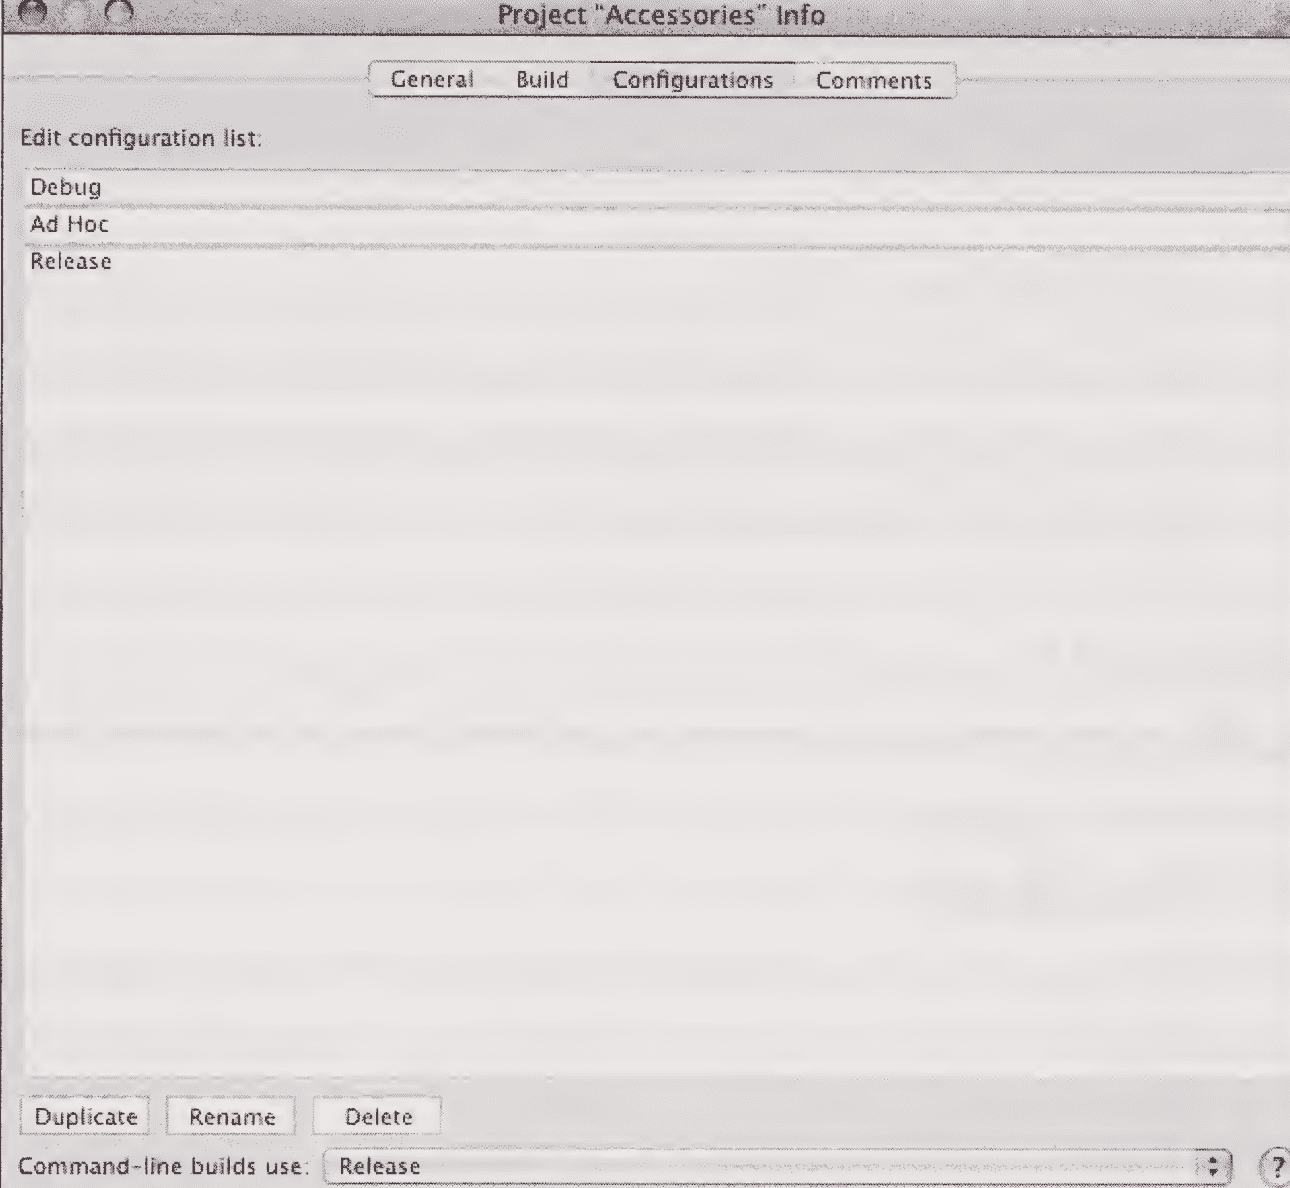 Project "Accessories" Info
General Build Configurations Comments
Edit configuration list:
Debug
Ad Hoc
Release
Duplicate Rename Delete
Command-line builds use: Release ?